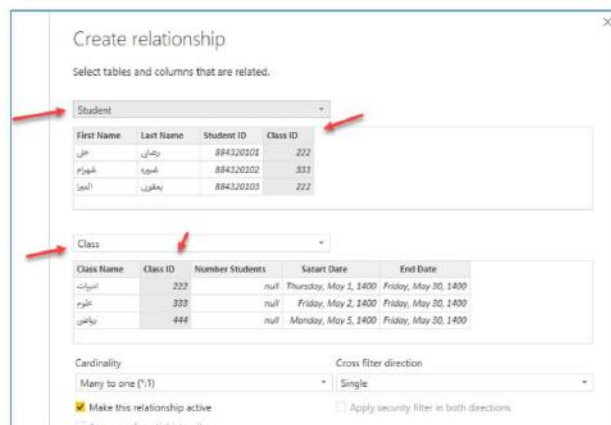 Create relationship
Select tables and columns that are related.
Student
First Name Last Name Student ID Class ID
علی رضایی 884320101 222
شهرام شیوره 884320102 333
المیرا یعقوبی 884320103 222
Class
Class Name Class ID Number Students Satart Date End Date
ادبیات 222 null Thursday, May 1, 1400 Friday, May 30, 1400
علوم 333 null Friday, May 2, 1400 Friday, May 30, 1400
ریاضی 444 null Monday, May 5, 1400 Friday, May 30, 1400
Cardinality Cross filter direction
Many to one (*:1) Single
Make this relationship active Apply security filter in both directions